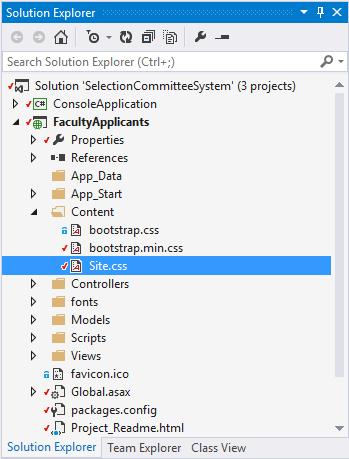 Solution Explorer
Search Solution Explorer (Ctrl+;)
Solution 'SelectionCommitteeSystem' (3 projects)
C# ConsoleApplication
FacultyApplicants
Properties
References
App_Data
App_Start
Content
bootstrap.css
bootstrap.min.css
Site.css
Controllers
fonts
Models
Scripts
Views
favicon.ico
Global.asax
packages.config
Project_Readme.html
Solution Explorer Team Explorer Class View